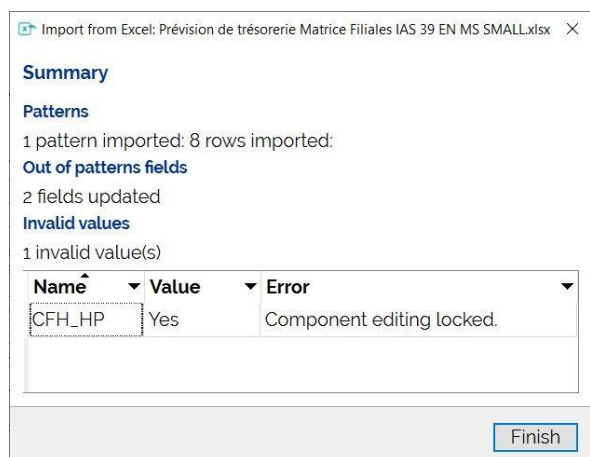 Import from Excel: Prévision de trésorerie Matrice Filiales IAS 39 EN MS SMALL.xlsx
Summary
Patterns
1 pattern imported: 8 rows imported:
Out of patterns fields
2 fields updated
Invalid values
1 invalid value(s)
Name Value Error
CFH_HP Yes Component editing locked.
Finish